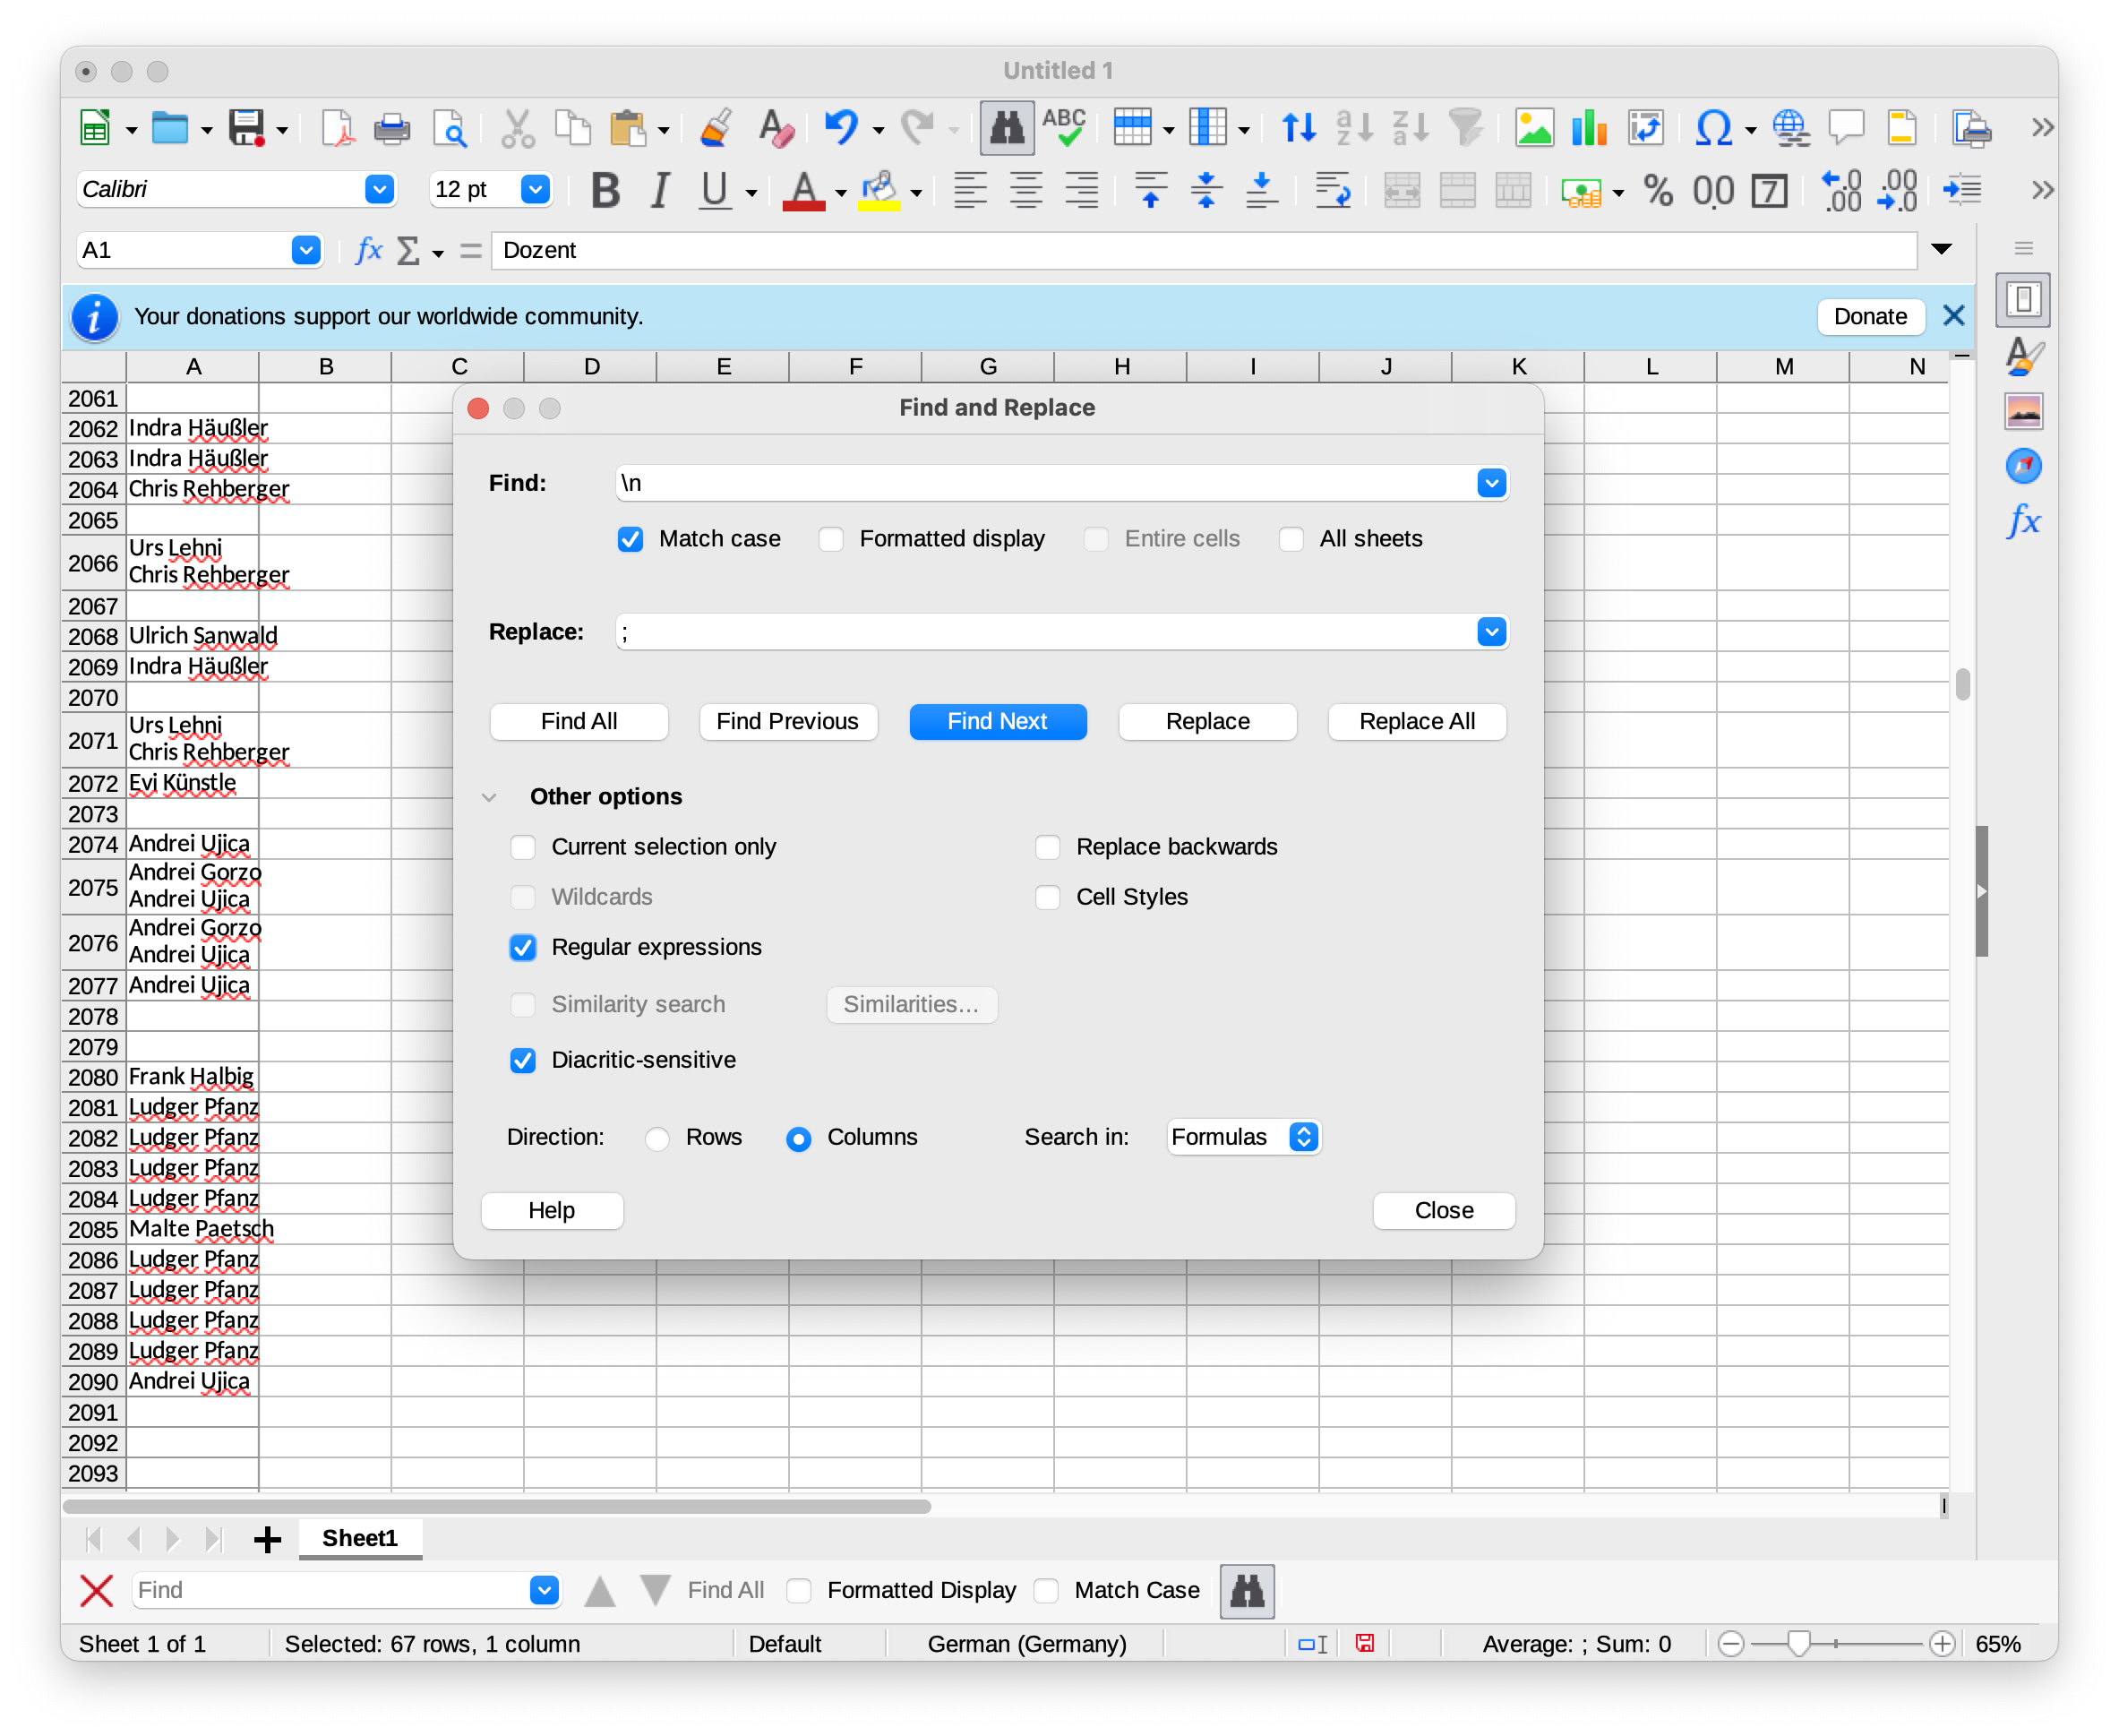 Untitled 1
ABC
Calibri
12 pt
B I U A % 00 7 .0 .00
A1 fx Σ = Dozent
Your donations support our worldwide community. Donate
A B C D E F G H I J K L M N
2061
2062 Indra Häußler
2063 Indra Häußler
2064 Chris Rehberger
2065
2066 Urs Lehni
Chris Rehberger
2067
2068 Ulrich Sanwald
2069 Indra Häußler
2070
2071 Urs Lehni
Chris Rehberger
2072 Evi Künstle
2073
2074 Andrei Ujica
2075 Andrei Gorzo
Andrei Ujica
2076 Andrei Gorzo
Andrei Ujica
2077 Andrei Ujica
2078
2079
2080 Frank Halbig
2081 Ludger Pfanz
2082 Ludger Pfanz
2083 Ludger Pfanz
2084 Ludger Pfanz
2085 Malte Paetsch
2086 Ludger Pfanz
2087 Ludger Pfanz
2088 Ludger Pfanz
2089 Ludger Pfanz
2090 Andrei Ujica
2091
2092
2093
Find and Replace
Find: \n
Match case Formatted display Entire cells All sheets
Replace: ;
Find All Find Previous Find Next Replace Replace All
Other options
Current selection only Replace backwards
Wildcards Cell Styles
Regular expressions
Similarity search Similarities...
Diacritic-sensitive
Direction: Rows Columns Search in: Formulas
Help Close
Sheet1
Find Find All Formatted Display Match Case
Sheet 1 of 1 Selected: 67 rows, 1 column Default German (Germany) Average: ; Sum: 0 65%